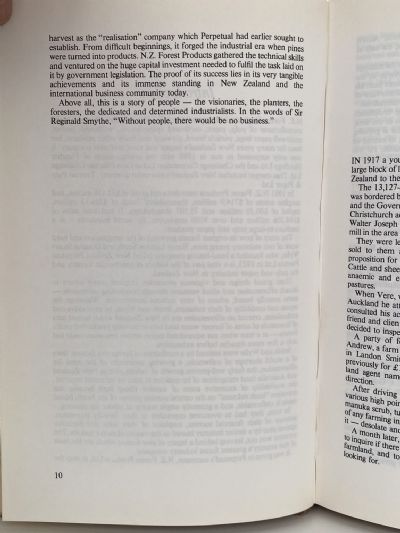 harvest as the “realisation” company which Perpetual had earlier sought to
establish. From difficult beginnings, it forged the industrial era when pines
were turned into products. N.Z. Forest Products gathered the technical skills
and ventured on the huge capital investment needed to fulfil the task laid on
it by government legislation. The proof of its success lies in its very tangible
achievements and its immense standing in New Zealand and the
international business community today.
Above all, this is a story of people — the visionaries, the planters, the
foresters, the dedicated and determined industrialists. In the words of Sir
Reginald Smythe, “Without people, there would be no business.”
10
IN 1917 a you
large block of l
Zealand to the
The 13,127-
was bordered b
and the Govern
Christchurch a
Walter Joseph
mill in the area
They were le
sold to them
proposition for
Cattle and shee
anaemic and e
pastures.
When Vere,
Auckland he at
consulted his ac
friend and clien
decided to inspe
A party of f
Andrew, a farm
in Landon Smi
previously for £
land agent nam
direction.
After driving
various high poin
manuka scrub, tu
of any farming in
it — desolate and
A month later,
to inquire if there
farmland, and to
looking for.